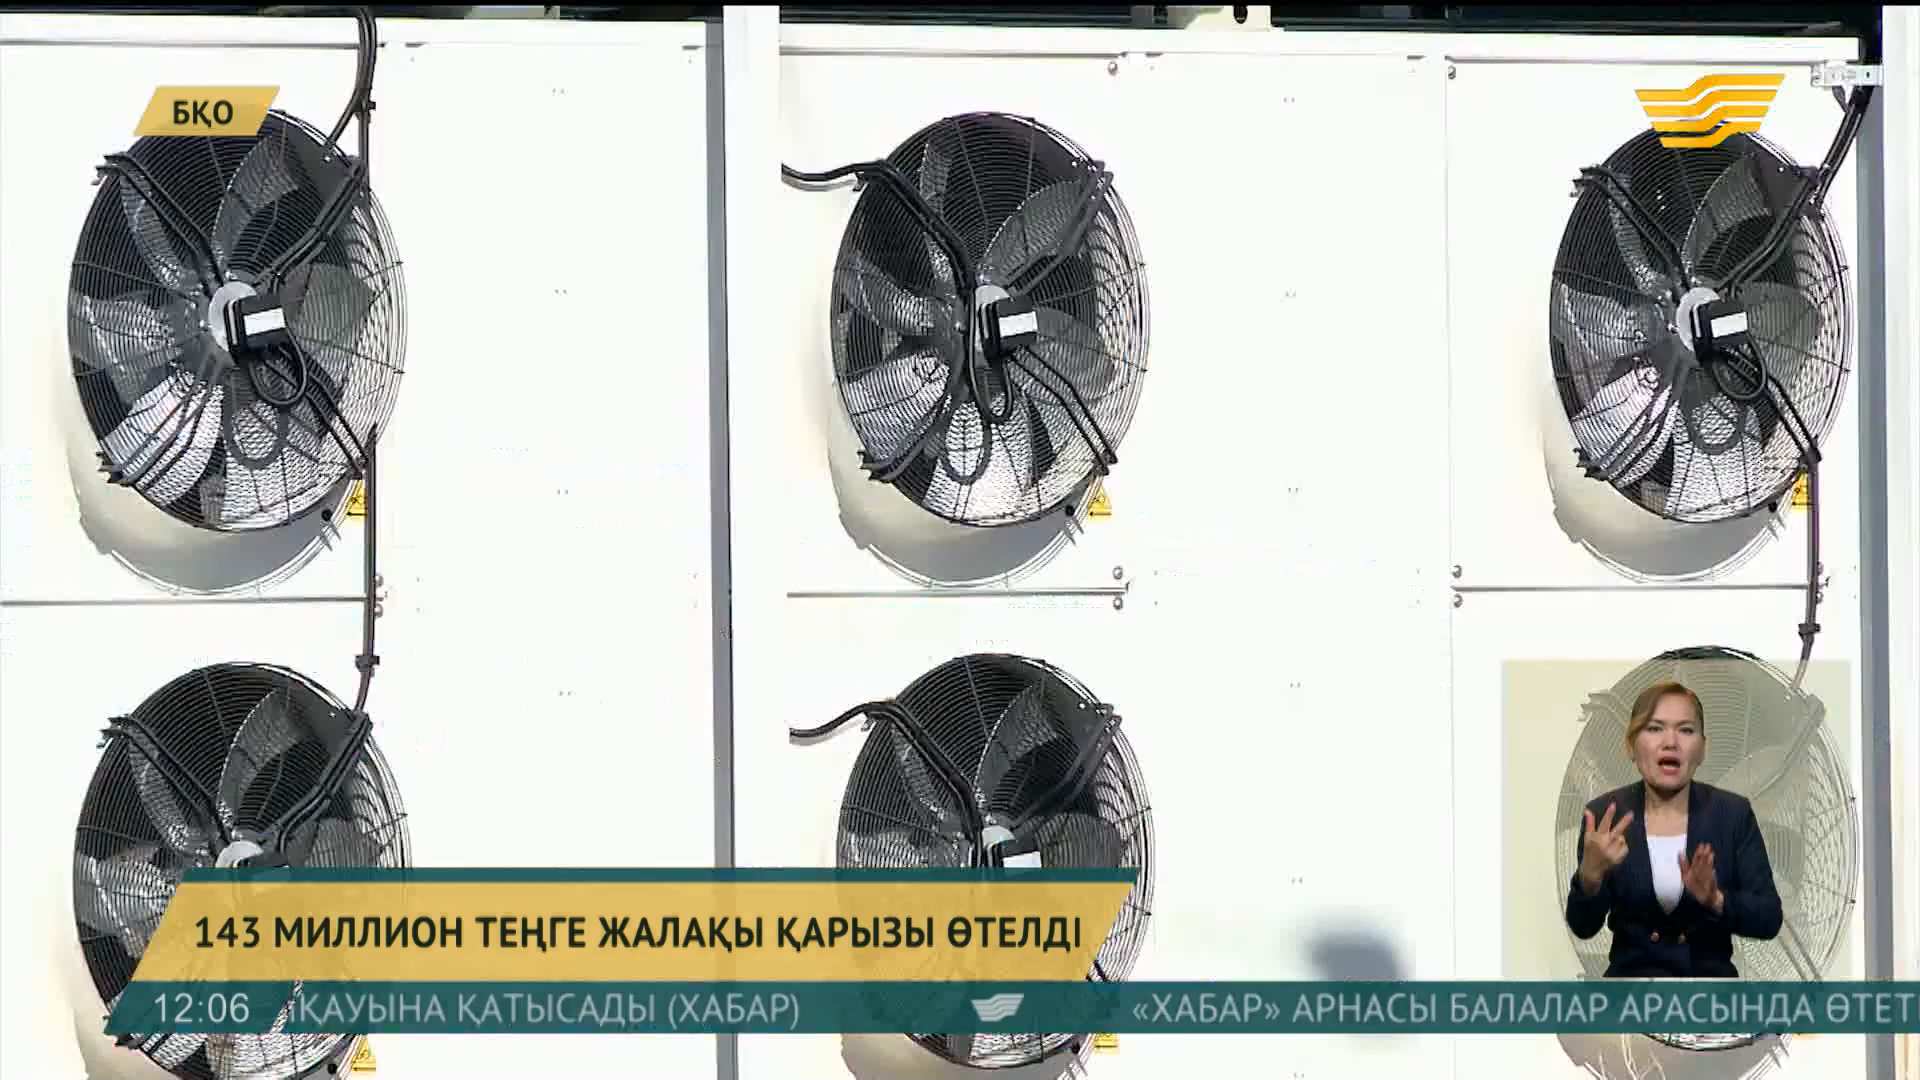 БҚО
143 МИЛЛИОН ТЕҢГЕ ЖАЛАҚЫ ҚАРЫЗЫ ӨТЕЛДІ
12:06 ҚАУЫНА ҚАТЫСАДЫ (ХАБАР) «ХАБАР» АРНАСЫ БАЛАЛАР АРАСЫНДА ӨТЕТ